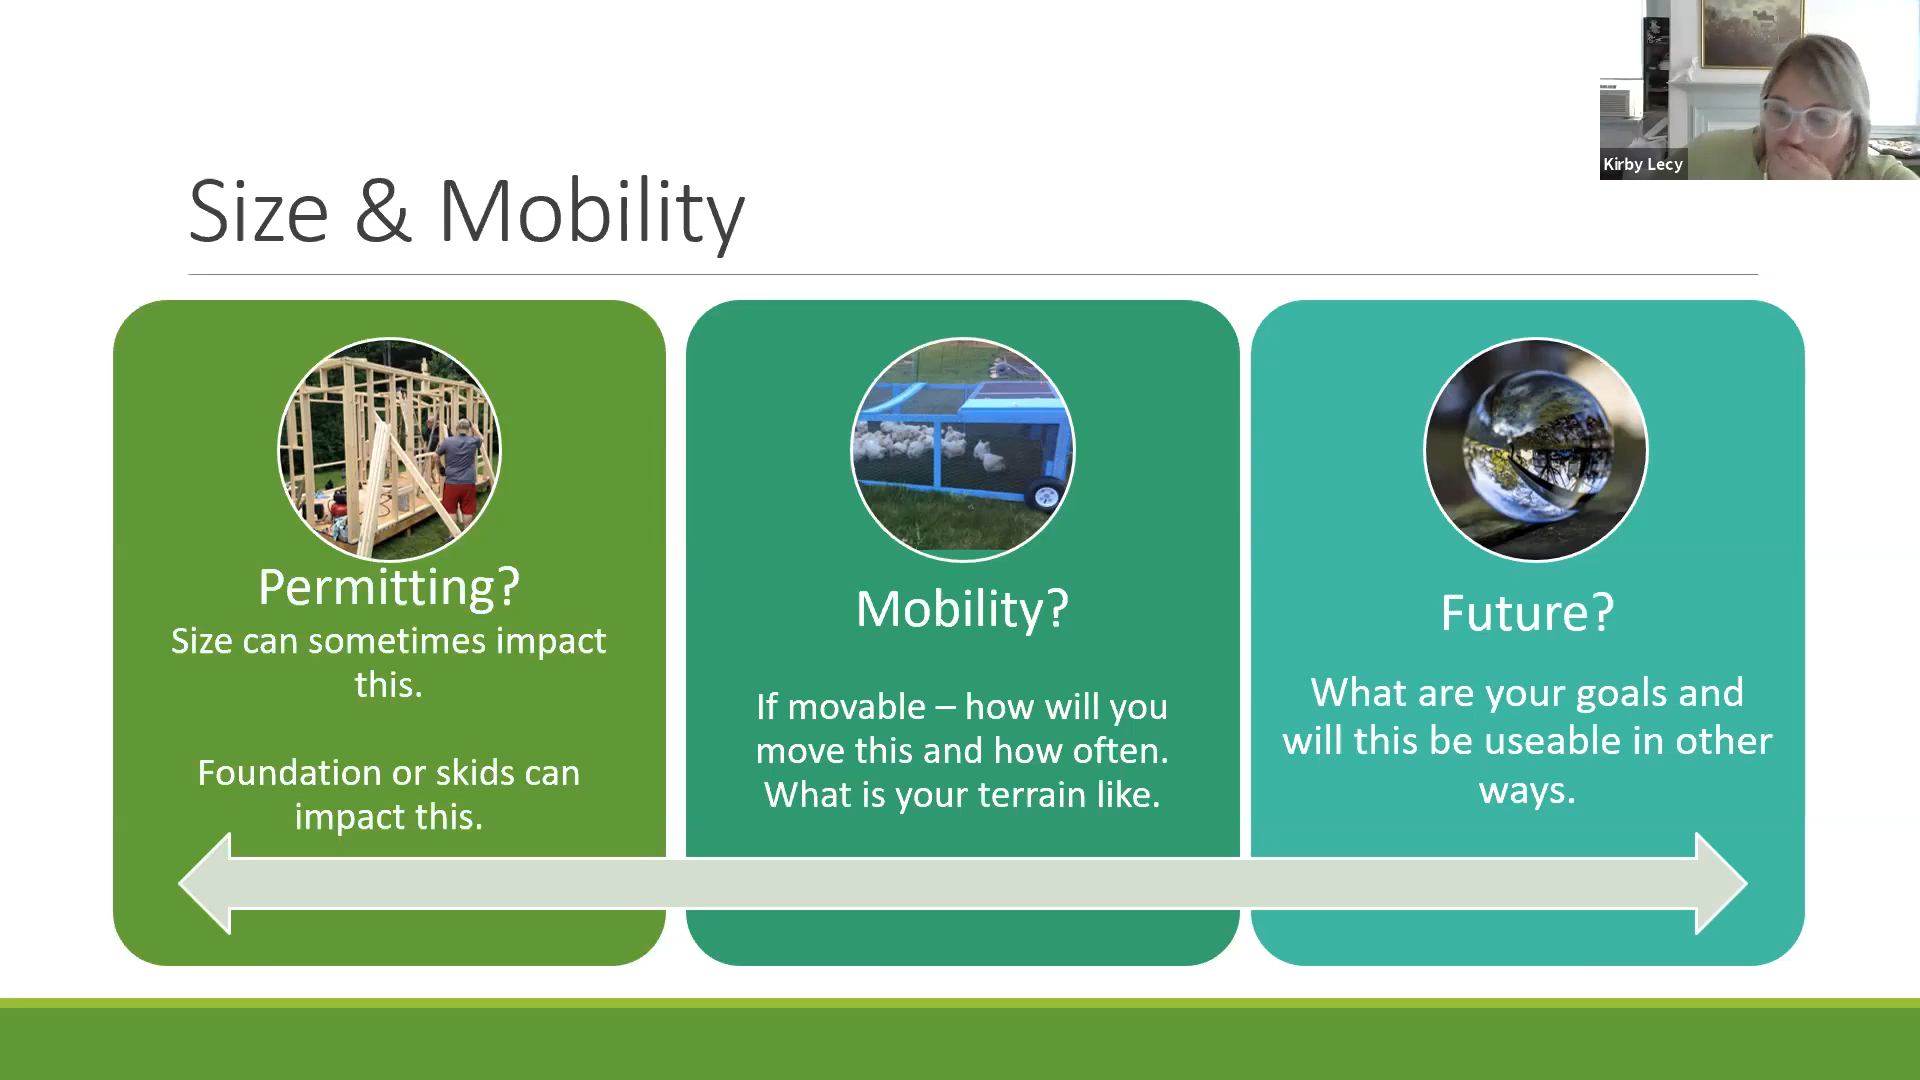 Kirby Lecy
Size & Mobility
Permitting?
Size can sometimes impact
this.
Foundation or skids can
impact this.
Mobility?
If movable – how will you
move this and how often.
What is your terrain like.
Future?
What are your goals and
will this be useable in other
ways.